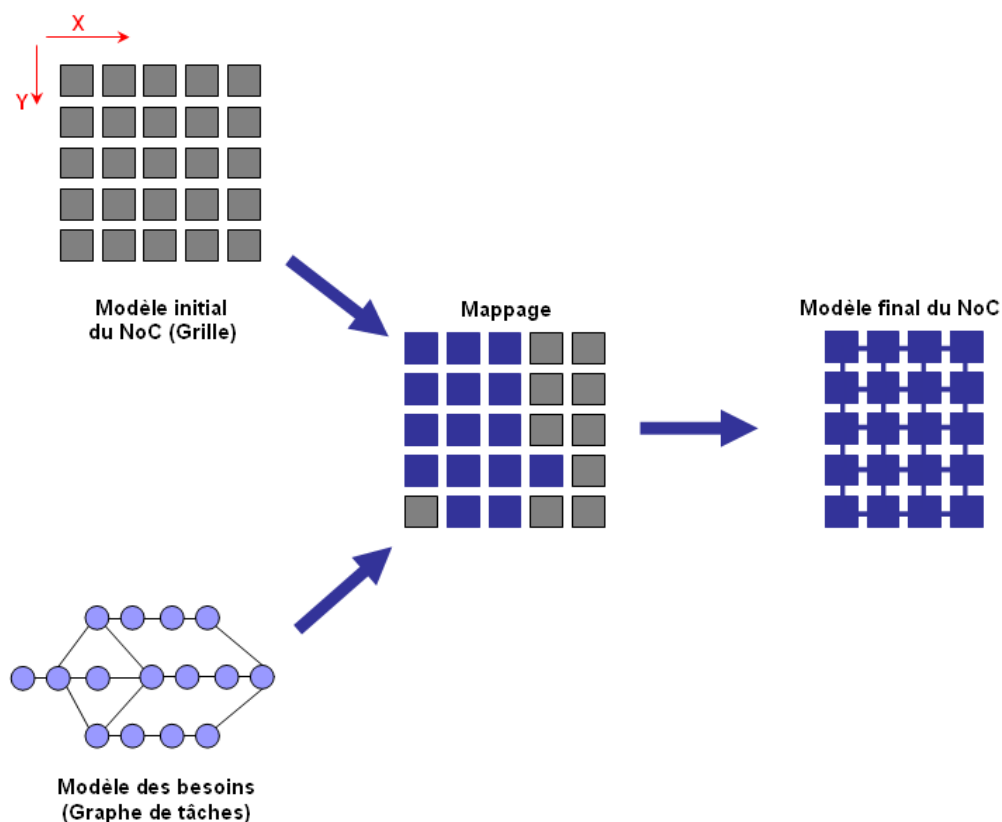 X
Y
Modèle initial
du NoC (Grille)
Mappage
Modèle final du NoC
Modèle des besoins
(Graphe de tâches)